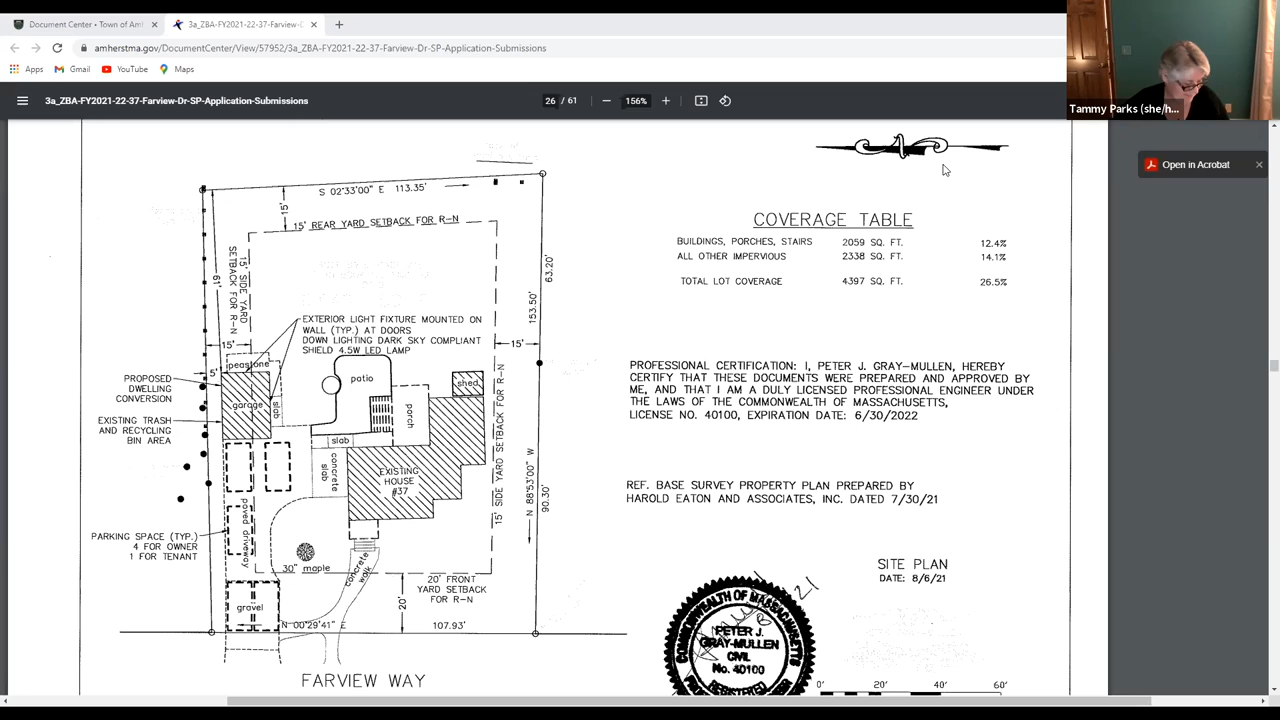 Document Center • Town of Am
3a_ZBA-FY2021-22-37-Farview-
amherstma.gov/DocumentCenter/View/57952/3a_ZBA-FY2021-22-37-Farview-Dr-SP-Application-Submissions
Apps
Gmail
YouTube
Maps
3a_ZBA-FY2021-22-37-Farview-Dr-SP-Application-Submissions
26 / 61
156%
Tammy Parks (she/h...
Open in Acrobat
S 02°33'00" E 113.35'
15'
15' REAR YARD SETBACK FOR R-N
15' SIDE YARD
SETBACK FOR R-N
61'
63.20'
153.50'
EXTERIOR LIGHT FIXTURE MOUNTED ON
WALL (TYP.) AT DOORS
DOWN LIGHTING DARK SKY COMPLIANT
SHIELD 4.5W LED LAMP
15'
15'
5'
peastone
PROPOSED
DWELLING
CONVERSION
garage
slab
patio
shed
porch
EXISTING TRASH
AND RECYCLING
BIN AREA
slab
concrete
slab
EXISTING
HOUSE
#37
15' SIDE YARD SETBACK FOR R-N
N 88°53'00" W
90.30'
PARKING SPACE (TYP.)
4 FOR OWNER
1 FOR TENANT
paved driveway
30" maple
concrete
walk
20' FRONT
YARD SETBACK
FOR R-N
20'
gravel
N 00°29'41" E
107.93'
FARVIEW WAY
COVERAGE TABLE
BUILDINGS, PORCHES, STAIRS 2059 SQ. FT. 12.4%
ALL OTHER IMPERVIOUS 2338 SQ. FT. 14.1%
TOTAL LOT COVERAGE 4397 SQ. FT. 26.5%
PROFESSIONAL CERTIFICATION: I, PETER J. GRAY-MULLEN, HEREBY
CERTIFY THAT THESE DOCUMENTS WERE PREPARED AND APPROVED BY
ME, AND THAT I AM A DULY LICENSED PROFESSIONAL ENGINEER UNDER
THE LAWS OF THE COMMONWEALTH OF MASSACHUSETTS,
LICENSE NO. 40100, EXPIRATION DATE: 6/30/2022
REF. BASE SURVEY PROPERTY PLAN PREPARED BY
HAROLD EATON AND ASSOCIATES, INC. DATED 7/30/21
SITE PLAN
DATE: 8/6/21
COMMONWEALTH OF MASSACHUSETTS
PETER J.
GRAY-MULLEN
CIVIL
No. 40100
REGISTERED
0' 20' 40' 60'